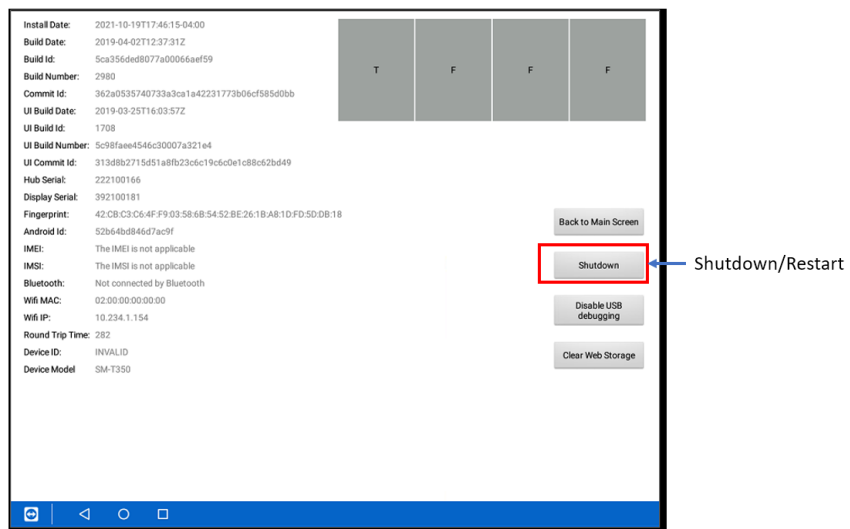 Install Date: 2021-10-19T17:46:15-04:00
Build Date: 2019-04-02T12:37:31Z
Build Id: 5ca356ded8077a00066aef59
Build Number: 2980
Commit Id: 362a0535740733a3ca1a42231773b06cf585d0bb
UI Build Date: 2019-03-25T16:03:57Z
UI Build Id: 1708
UI Build Number: 5c98faee4546c30007a321e4
UI Commit Id: 313d8b2715d51a8fb23c6c19c6c0e1c88c62bd49
Hub Serial: 222100166
Display Serial: 392100181
Fingerprint: 42:CB:C3:C6:4F:F9:03:58:6B:54:52:BE:26:1B:A8:1D:FD:5D:DB:18
Android Id: 52b64bd846d7ac9f
IMEI: The IMEI is not applicable
IMSI: The IMSI is not applicable
Bluetooth: Not connected by Bluetooth
Wifi MAC: 02:00:00:00:00:00
Wifi IP: 10.234.1.154
Round Trip Time: 282
Device ID: INVALID
Device Model SM-T350
T F F F
Back to Main Screen
Shutdown
Shutdown/Restart
Disable USB
debugging
Clear Web Storage